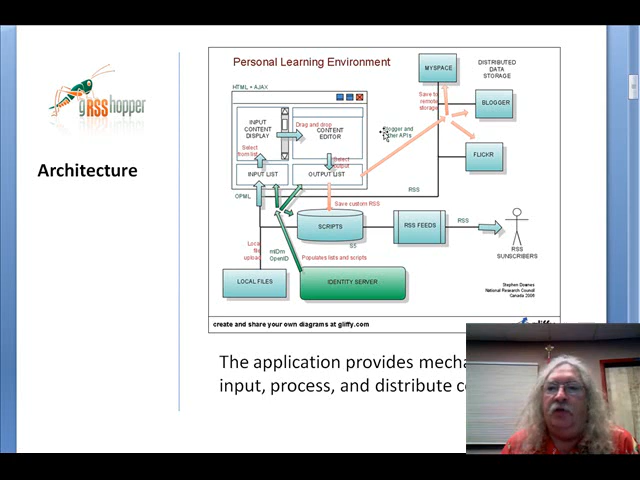 gRSShopper
Architecture
Personal Learning Environment
HTML + AJAX
INPUT
CONTENT
DISPLAY
Drag and drop
CONTENT
EDITOR
Select
from list
Select
output
INPUT LIST
OUTPUT LIST
Save to
remote
storage
Blogger and
other APIs
MYSPACE
DISTRIBUTED
DATA
STORAGE
BLOGGER
FLICKR
OPML
RSS
Save custom RSS
SCRIPTS
RSS FEEDS
RSS
RSS
SUNSCRIBERS
Local
file
upload
mIDm
OpenID
Populates lists and scripts
LOCAL FILES
IDENTITY SERVER
Stephen Downes
National Research Council
Canada 2006
create and share your own diagrams at gliffy.com
The application provides mecha
input, process, and distribute c